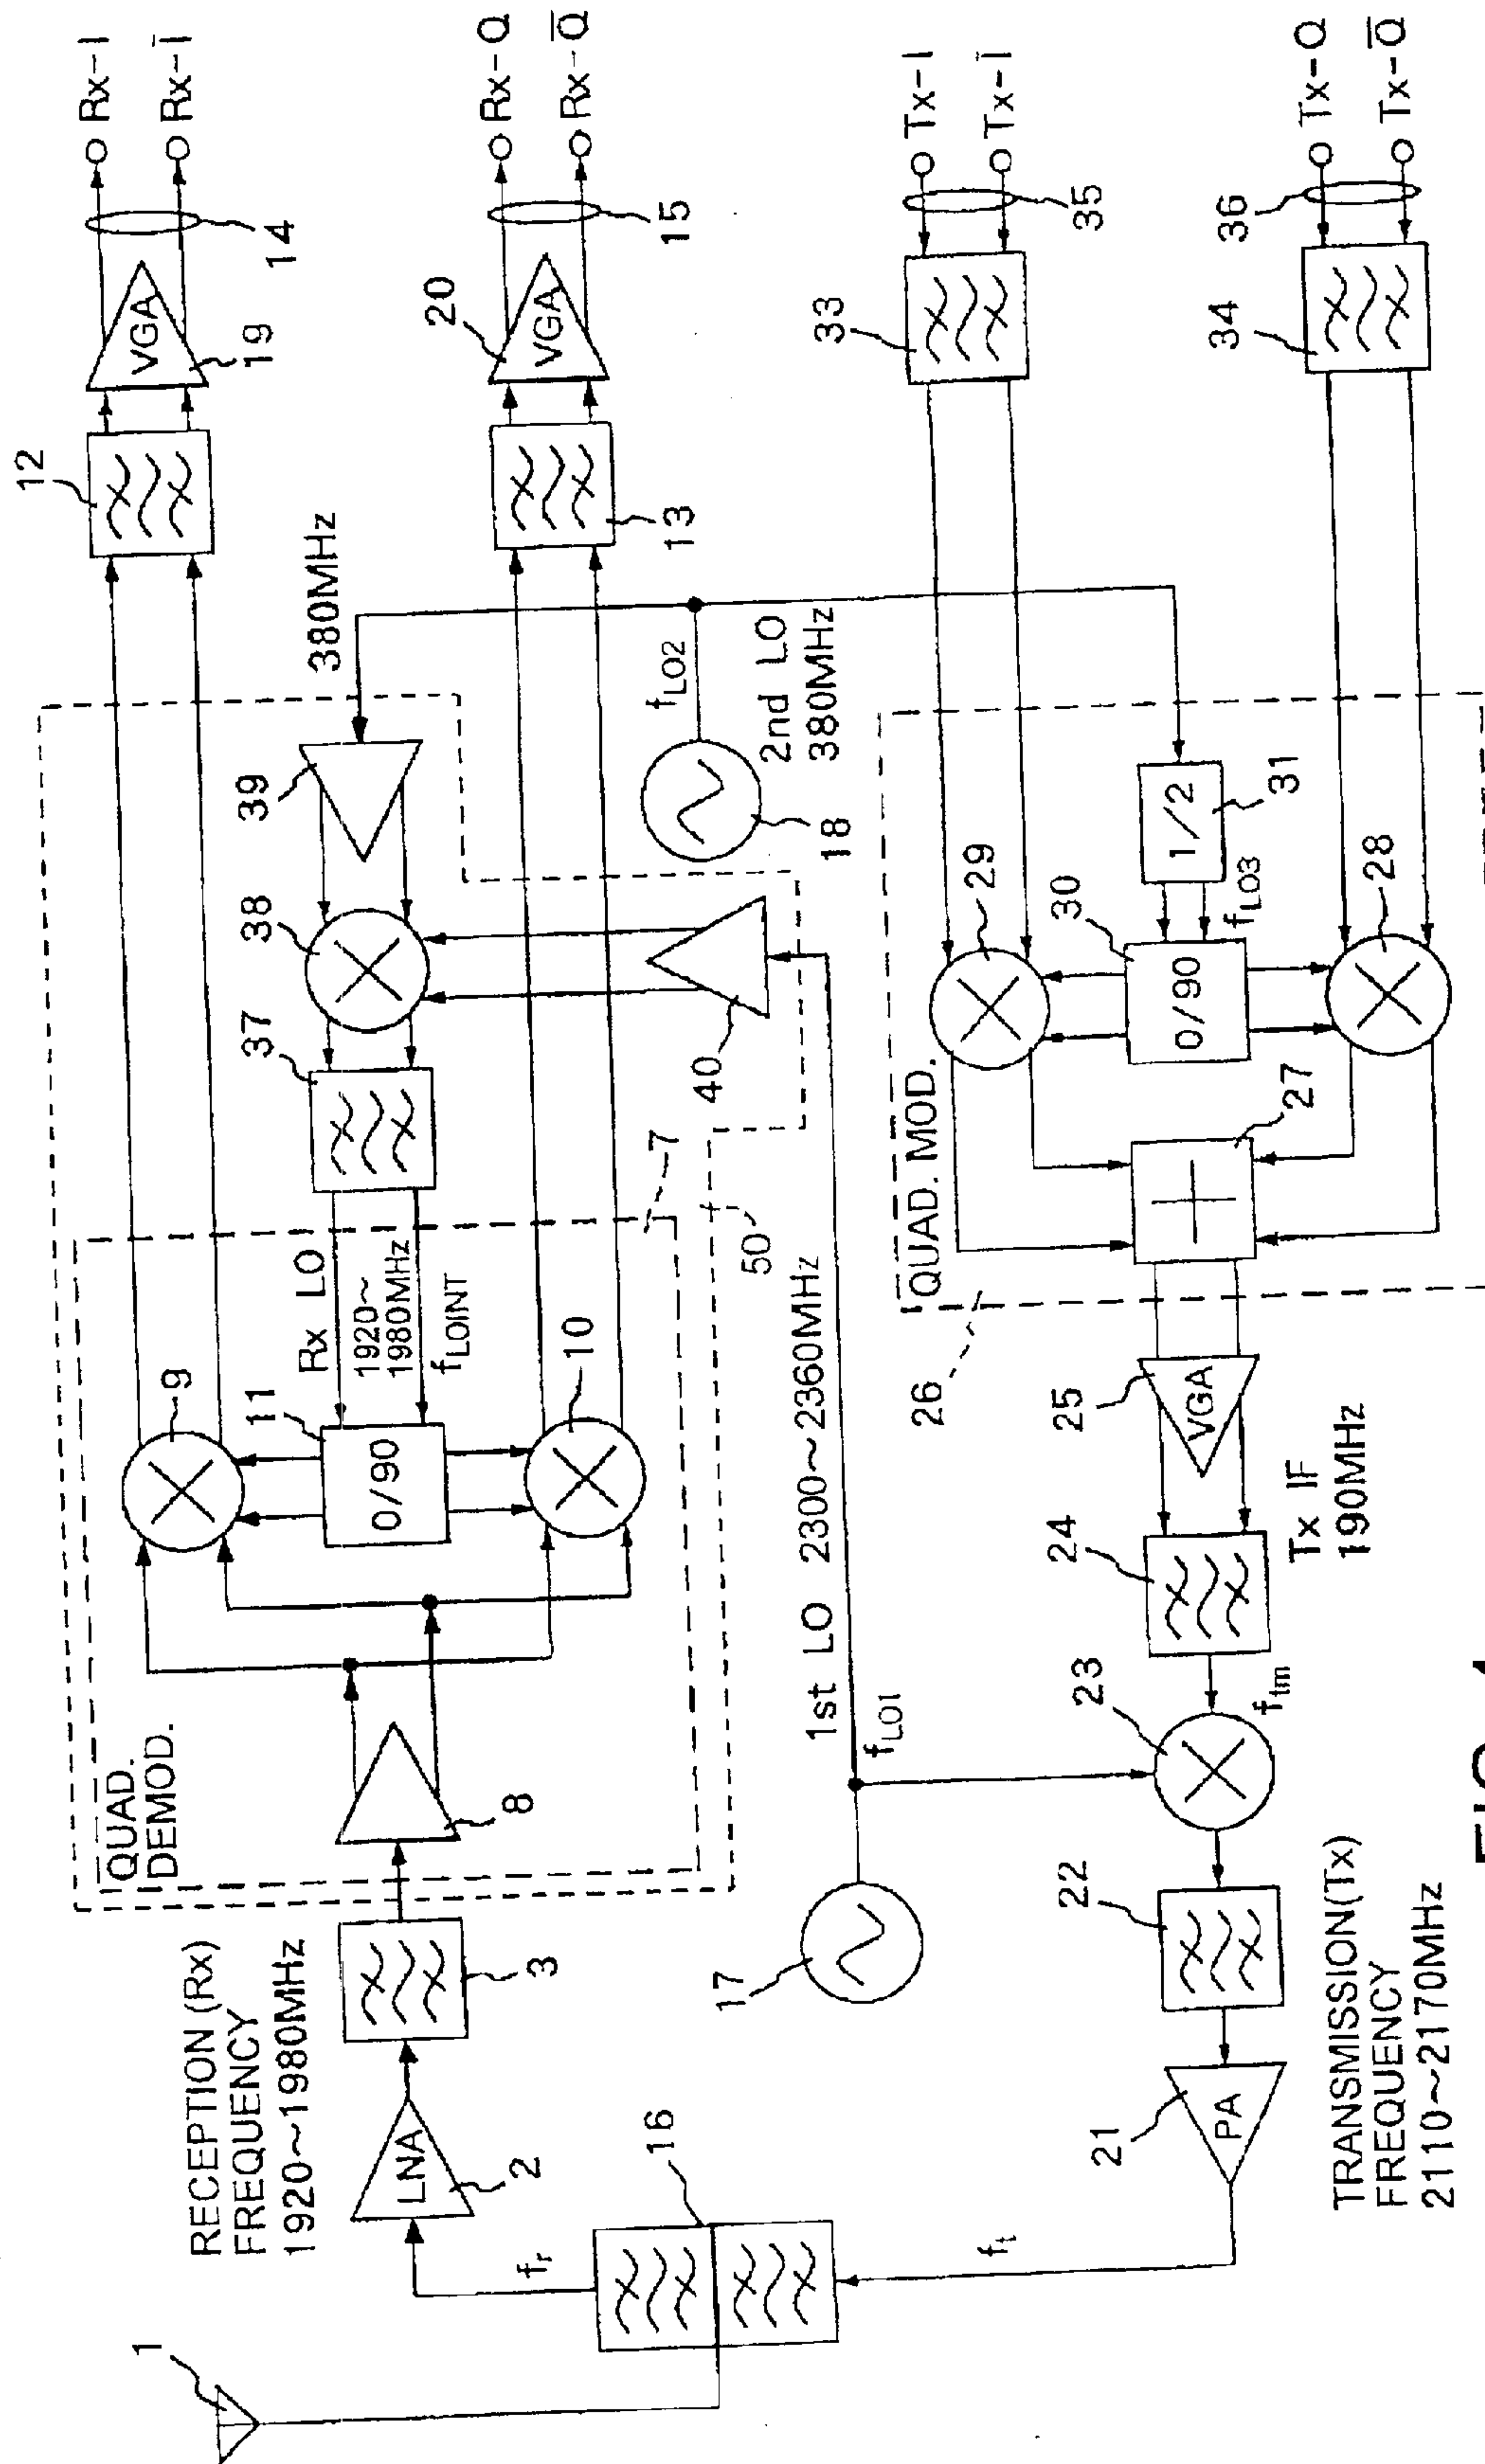 1
16
fr
ft
RECEPTION (Rx)
FREQUENCY
1920~1980MHz
LNA
2
3
QUAD.
DEMOD.
8
9
11
0/90
10
Rx LO
1920~
1980MHz
fLOINT
7
50
37
38
39
40
380MHz
12
13
VGA
19
14
VGA
20
15
Rx-I
Rx-Ī
Rx-Q
Rx-Q̅
17
fLO1
1st LO 2300~2360MHz
18
fLO2
2nd LO
380MHz
TRANSMISSION(Tx)
FREQUENCY
2110~2170MHz
PA
21
22
23
fim
24
Tx IF
190MHz
VGA
25
26
QUAD. MOD.
27
28
29
30
0/90
fLO3
1/2
31
33
34
35
36
Tx-I
Tx-Ī
Tx-Q
Tx-Q̅